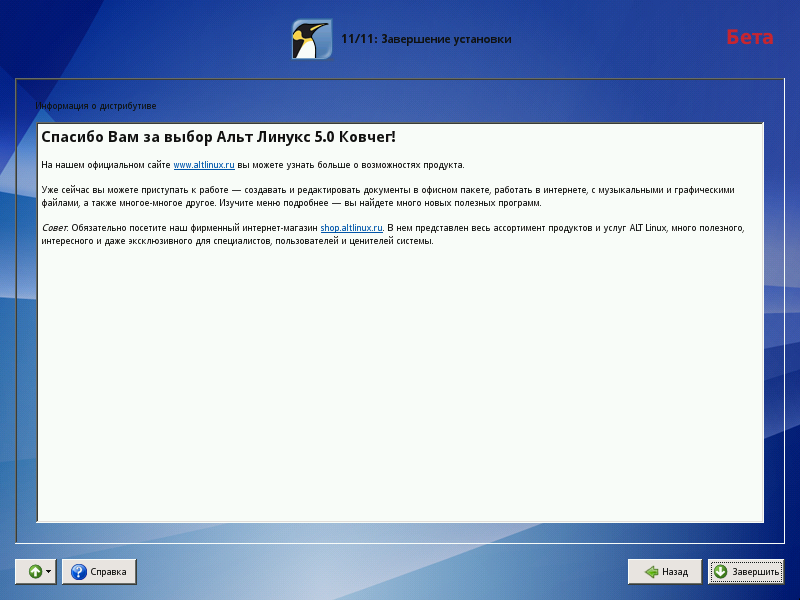 11/11: Завершение установки
Бета
Информация о дистрибутиве
Спасибо Вам за выбор Альт Линукс 5.0 Ковчег!
На нашем официальном сайте www.altlinux.ru вы можете узнать больше о возможностях продукта.
Уже сейчас вы можете приступать к работе — создавать и редактировать документы в офисном пакете, работать в интернете, с музыкальными и графическими
файлами, а также многое-многое другое. Изучите меню подробнее — вы найдете много новых полезных программ.
Совет. Обязательно посетите наш фирменный интернет-магазин shop.altlinux.ru. В нем представлен весь ассортимент продуктов и услуг ALT Linux, много полезного,
интересного и даже эксклюзивного для специалистов, пользователей и ценителей системы.
Справка
Назад
Завершить